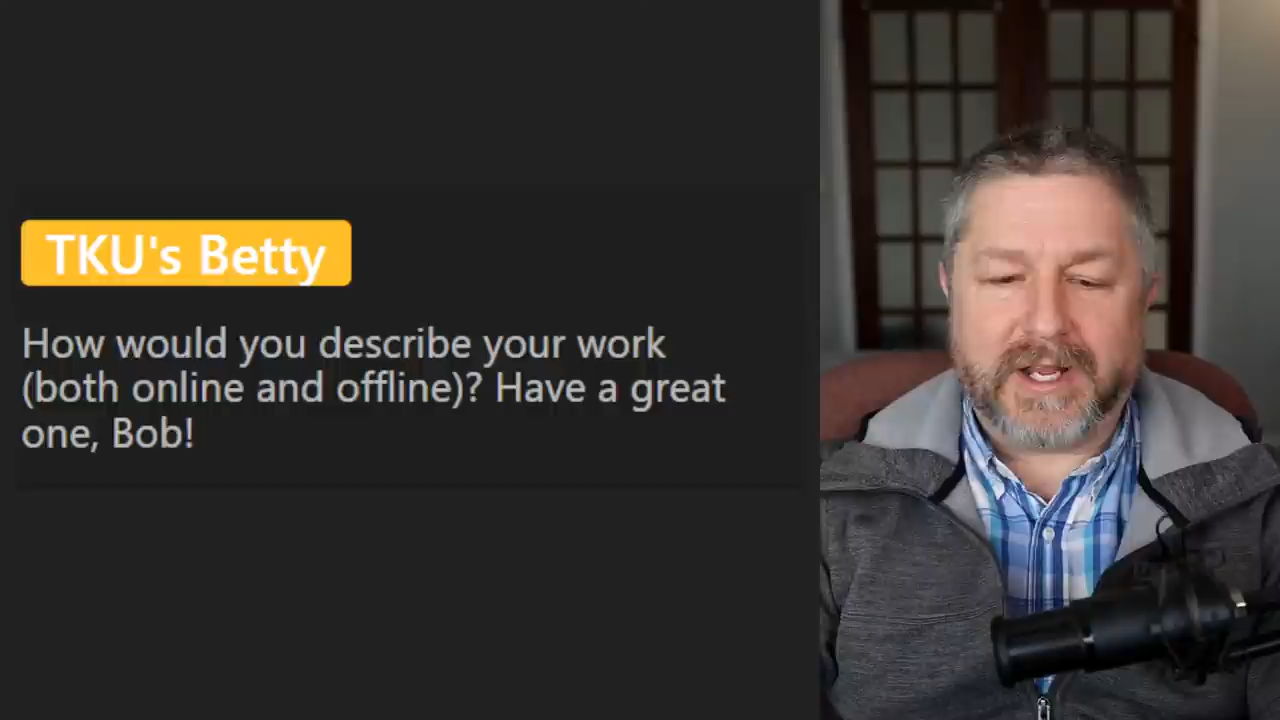 TKU's Betty
How would you describe your work
(both online and offline)? Have a great
one, Bob!